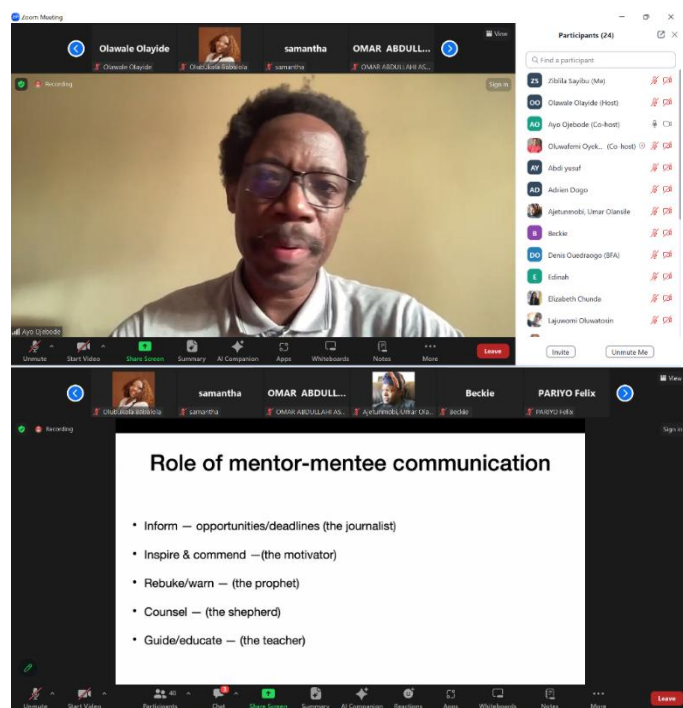 Zoom Meeting
View
Olawale Olayide
samantha
OMAR ABDULL...
Olawale Olayide
Olubukola Babalola
samantha
OMAR ABDULLAHI AS...
Recording
Sign in
Ayo Ojebode
Unmute
Start Video
Share Screen
Summary
AI Companion
Apps
Whiteboards
Notes
More
Leave
Participants (24)
Find a participant
ZS Ziblila Sayibu (Me)
OO Olawale Olayide (Host)
AO Ayo Ojebode (Co-host)
Oluwafemi Oyek... (Co-host)
AY Abdi yusuf
AD Adrien Dogo
Ajetunmobi, Umar Olansile
B Beckie
DO Denis Ouedraogo (BFA)
E Edinah
Elizabeth Chunde
Lajuwomi Oluwatosin
Invite
Unmute Me
View
samantha
OMAR ABDULL...
Beckie
PARIYO Felix
Olubukola Babalola
samantha
OMAR ABDULLAHI AS...
Ajetunmobi, Umar Ola...
Beckie
PARIYO Felix
Recording
Sign in
Role of mentor-mentee communication
• Inform — opportunities/deadlines (the journalist)
• Inspire & commend —(the motivator)
• Rebuke/warn — (the prophet)
• Counsel — (the shepherd)
• Guide/educate — (the teacher)
Unmute
Start Video
40
Participants
3
Chat
Share Screen
Summary
AI Companion
Reactions
Apps
Whiteboards
Notes
More
Leave